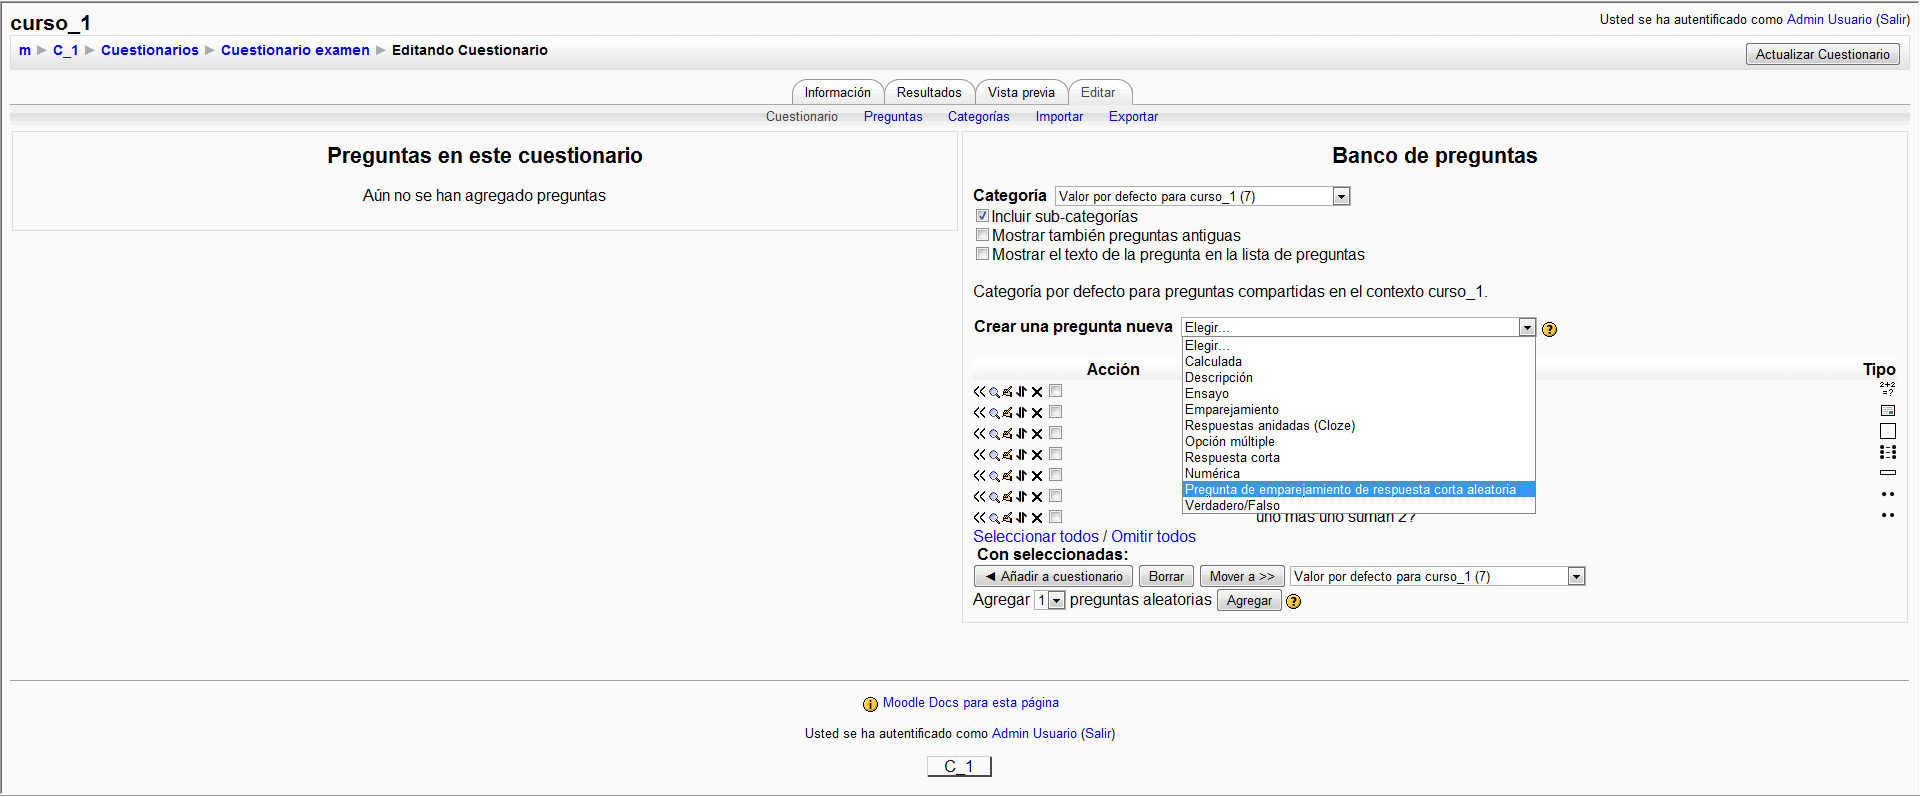 curso_1
Usted se ha autentificado como Admin Usuario (Salir)
m ► C_1 ► Cuestionarios ► Cuestionario examen ► Editando Cuestionario
Actualizar Cuestionario
Información Resultados Vista previa Editar
Cuestionario Preguntas Categorías Importar Exportar
Preguntas en este cuestionario
Aún no se han agregado preguntas
Banco de preguntas
Categoría Valor por defecto para curso_1 (7)
Incluir sub-categorías
Mostrar también preguntas antiguas
Mostrar el texto de la pregunta en la lista de preguntas
Categoría por defecto para preguntas compartidas en el contexto curso_1.
Crear una pregunta nueva Elegir...
Elegir...
Calculada
Descripción
Ensayo
Emparejamiento
Respuestas anidadas (Cloze)
Opción múltiple
Respuesta corta
Numérica
Pregunta de emparejamiento de respuesta corta aleatoria
Verdadero/Falso
Acción Tipo
2+2
=?
uno mas uno suman 2?
Seleccionar todos / Omitir todos
Con seleccionadas:
◄ Añadir a cuestionario Borrar Mover a >> Valor por defecto para curso_1 (7)
Agregar 1 preguntas aleatorias Agregar
Moodle Docs para esta página
Usted se ha autentificado como Admin Usuario (Salir)
C_1